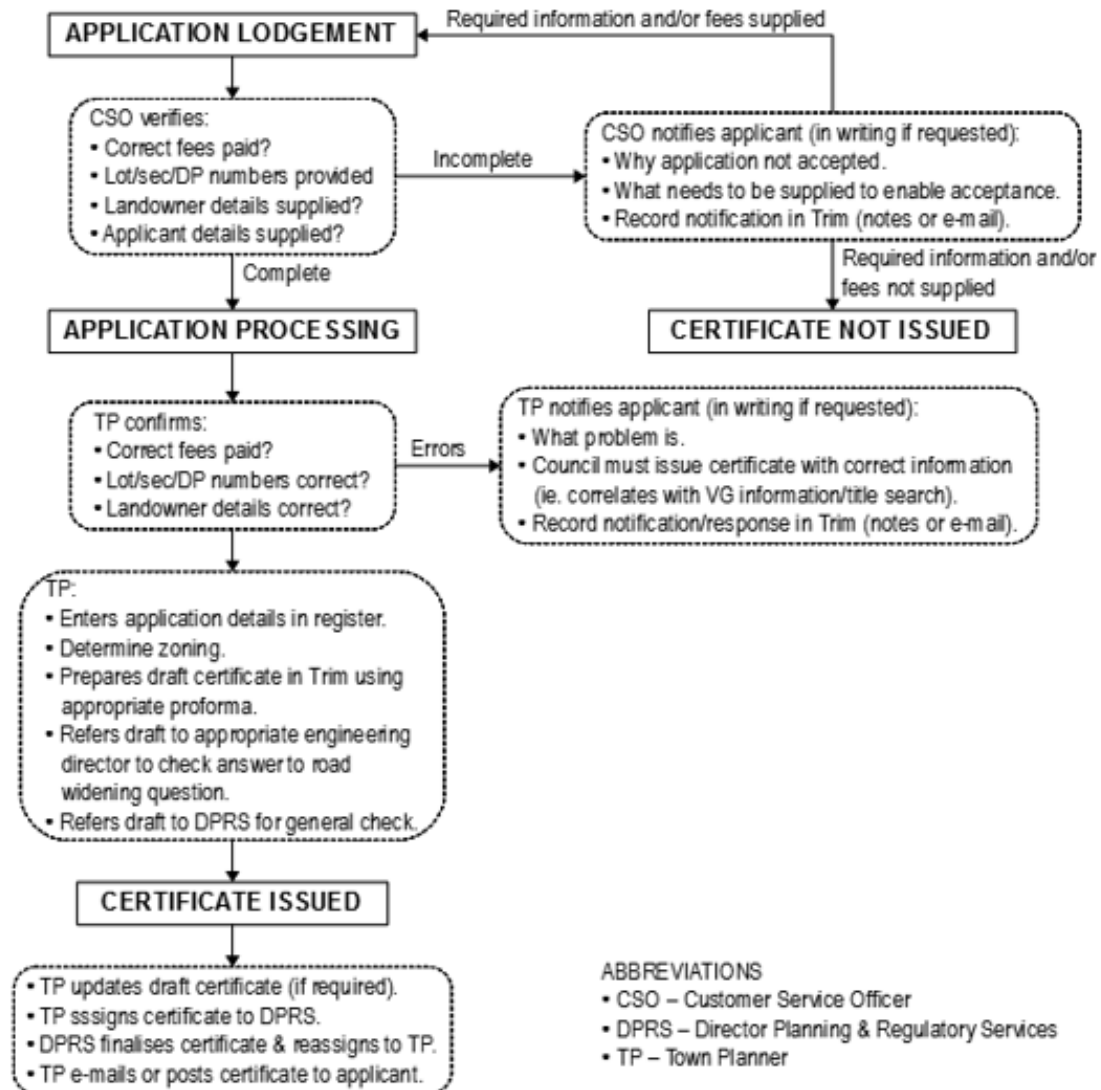 APPLICATION LODGEMENT
Required information and/or fees supplied
CSO verifies:
• Correct fees paid?
• Lot/sec/DP numbers provided
• Landowner details supplied?
• Applicant details supplied?
Incomplete
CSO notifies applicant (in writing if requested):
• Why application not accepted.
• What needs to be supplied to enable acceptance.
• Record notification in Trim (notes or e-mail).
Complete
Required information and/or
fees not supplied
APPLICATION PROCESSING
CERTIFICATE NOT ISSUED
TP confirms:
• Correct fees paid?
• Lot/sec/DP numbers correct?
• Landowner details correct?
Errors
TP notifies applicant (in writing if requested):
• What problem is.
• Council must issue certificate with correct information
(ie. correlates with VG information/title search).
• Record notification/response in Trim (notes or e-mail).
TP:
• Enters application details in register.
• Determine zoning.
• Prepares draft certificate in Trim using
appropriate proforma.
• Refers draft to appropriate engineering
director to check answer to road
widening question.
• Refers draft to DPRS for general check.
CERTIFICATE ISSUED
• TP updates draft certificate (if required).
• TP sssigns certificate to DPRS.
• DPRS finalises certificate & reassigns to TP.
• TP e-mails or posts certificate to applicant.
ABBREVIATIONS
• CSO – Customer Service Officer
• DPRS – Director Planning & Regulatory Services
• TP – Town Planner